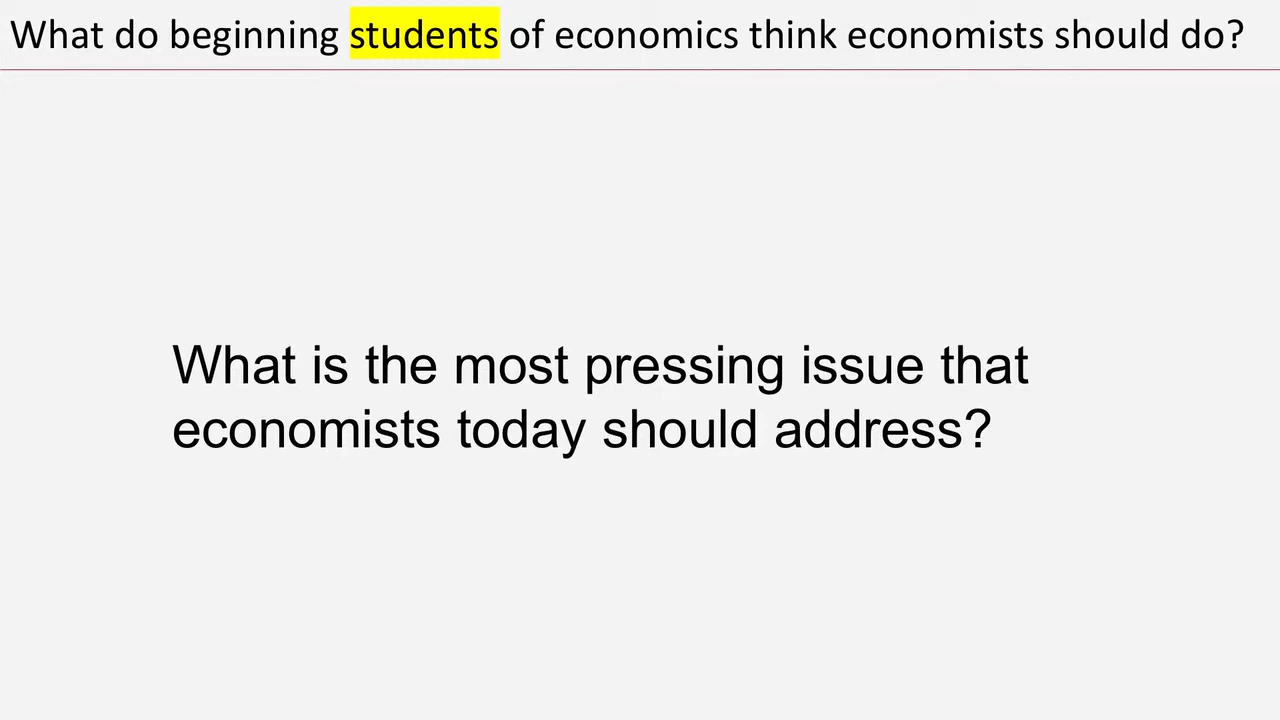 What do beginning students of economics think economists should do?
What is the most pressing issue that
economists today should address?